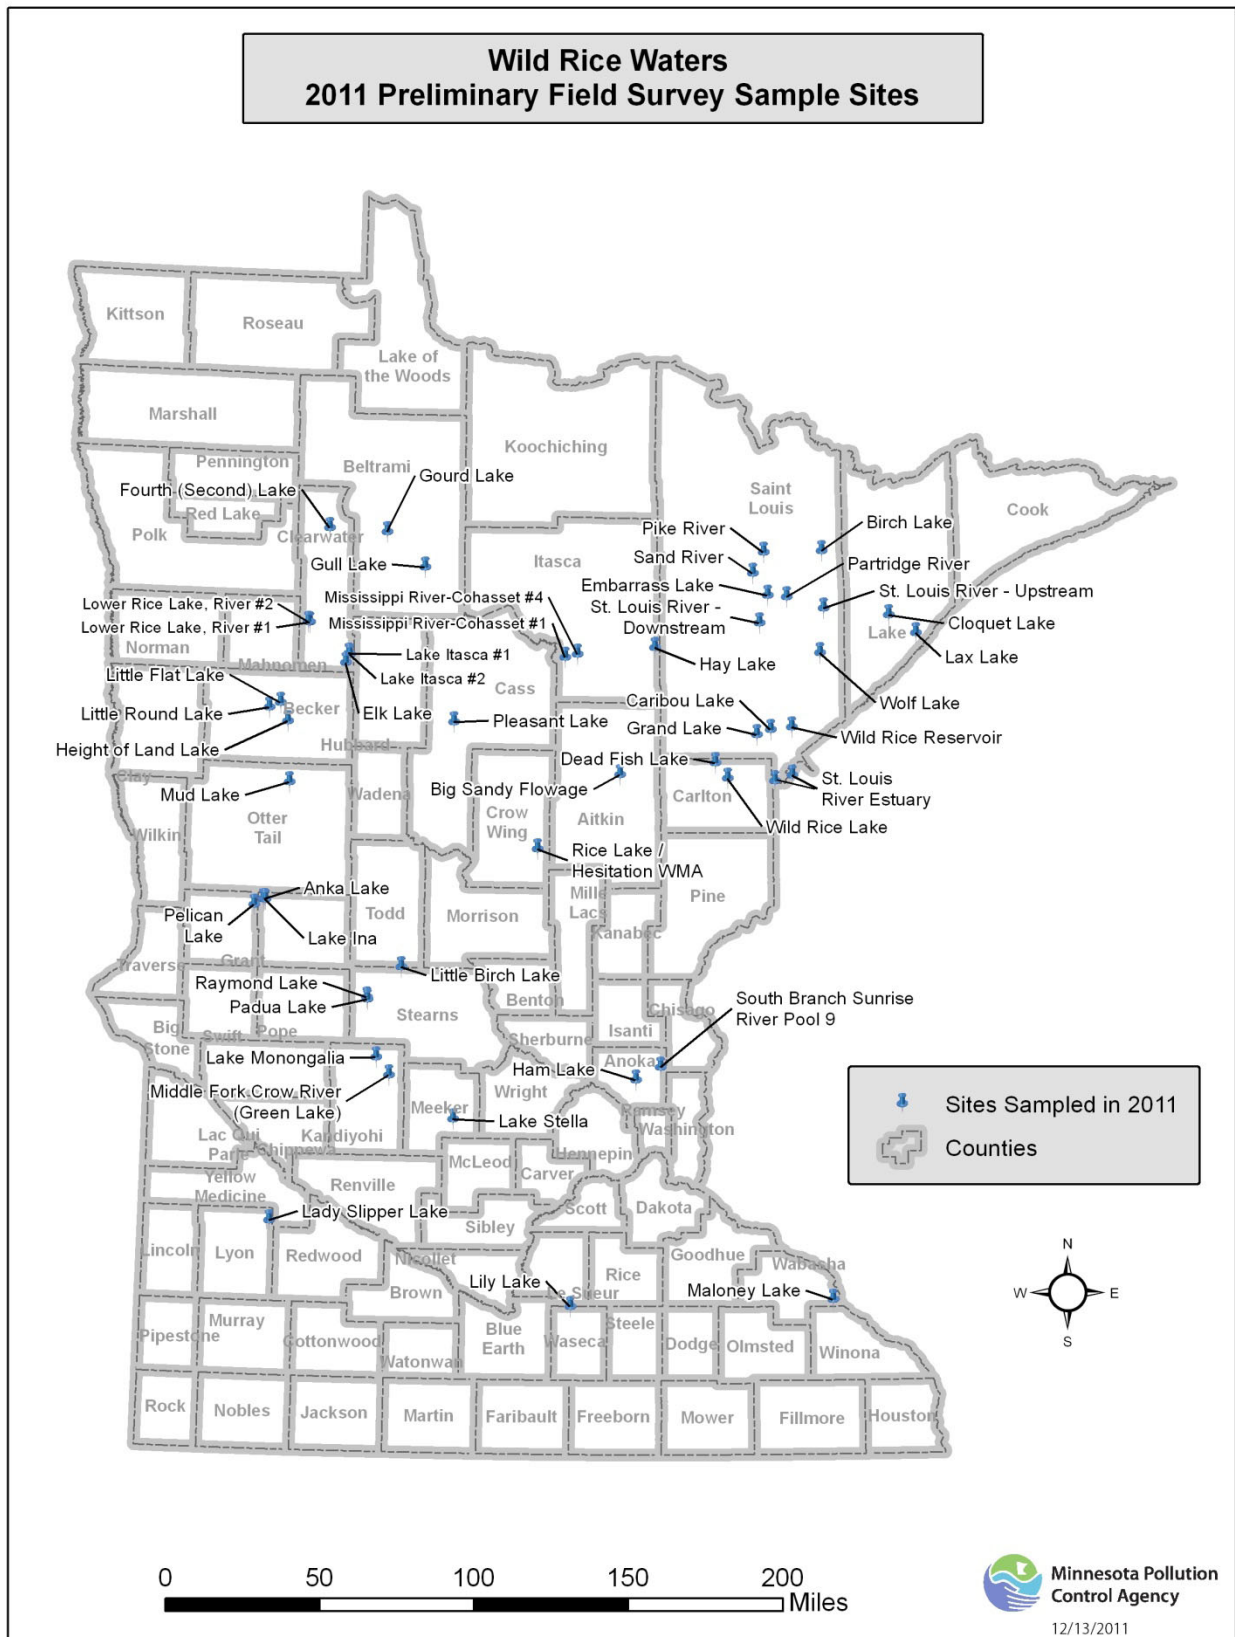 Wild Rice Waters
2011 Preliminary Field Survey Sample Sites
Kittson
Roseau
Lake of
the Woods
Marshall
Koochiching
Pennington
Beltrami
Gourd Lake
Saint
Louis
Fourth (Second) Lake
Red Lake
Cook
Polk
Clearwater
Pike River
Birch Lake
Gull Lake
Itasca
Sand River
Partridge River
Embarrass Lake
St. Louis River - Upstream
Lower Rice Lake, River #2
Mississippi River-Cohasset #4
St. Louis River -
Downstream
Lower Rice Lake, River #1
Mississippi River-Cohasset #1
Cloquet Lake
Lake
Norman
Lake Itasca #1
Hay Lake
Lax Lake
Mahnomen
Little Flat Lake
Lake Itasca #2
Cass
Caribou Lake
Wolf Lake
Little Round Lake
Becker
Elk Lake
Pleasant Lake
Grand Lake
Wild Rice Reservoir
Height of Land Lake
Hubbard
Dead Fish Lake
Clay
Mud Lake
Wadena
Big Sandy Flowage
Carlton
St. Louis
River Estuary
Otter
Tail
Crow
Wing
Aitkin
Wild Rice Lake
Wilkin
Rice Lake /
Hesitation WMA
Anka Lake
Mille
Lacs
Pine
Pelican
Lake
Todd
Morrison
Lake Ina
Kanabec
Traverse
Grant
Little Birch Lake
Raymond Lake
Padua Lake
Stearns
Benton
Chisago
South Branch Sunrise
River Pool 9
Big
Stone
Swift
Pope
Sherburne
Isanti
Lake Monongalia
Anoka
Ham Lake
Middle Fork Crow River
(Green Lake)
Meeker
Wright
Sites Sampled in 2011
Lake Stella
Ramsey
Washington
Counties
Lac Qui
Parle
Chippewa
Kandiyohi
Hennepin
McLeod
Carver
Yellow
Medicine
Renville
Lady Slipper Lake
Scott
Dakota
Sibley
Lincoln
Lyon
Redwood
Nicollet
Goodhue
Wabasha
N
W
E
S
Lily Lake
Rice
Le Sueur
Maloney Lake
Brown
Murray
Blue
Earth
Steele
Pipestone
Cottonwood
Waseca
Dodge
Olmsted
Winona
Watonwan
Rock
Nobles
Jackson
Martin
Faribault
Freeborn
Mower
Fillmore
Houston
0 50 100 150 200
Miles
Minnesota Pollution
Control Agency
12/13/2011